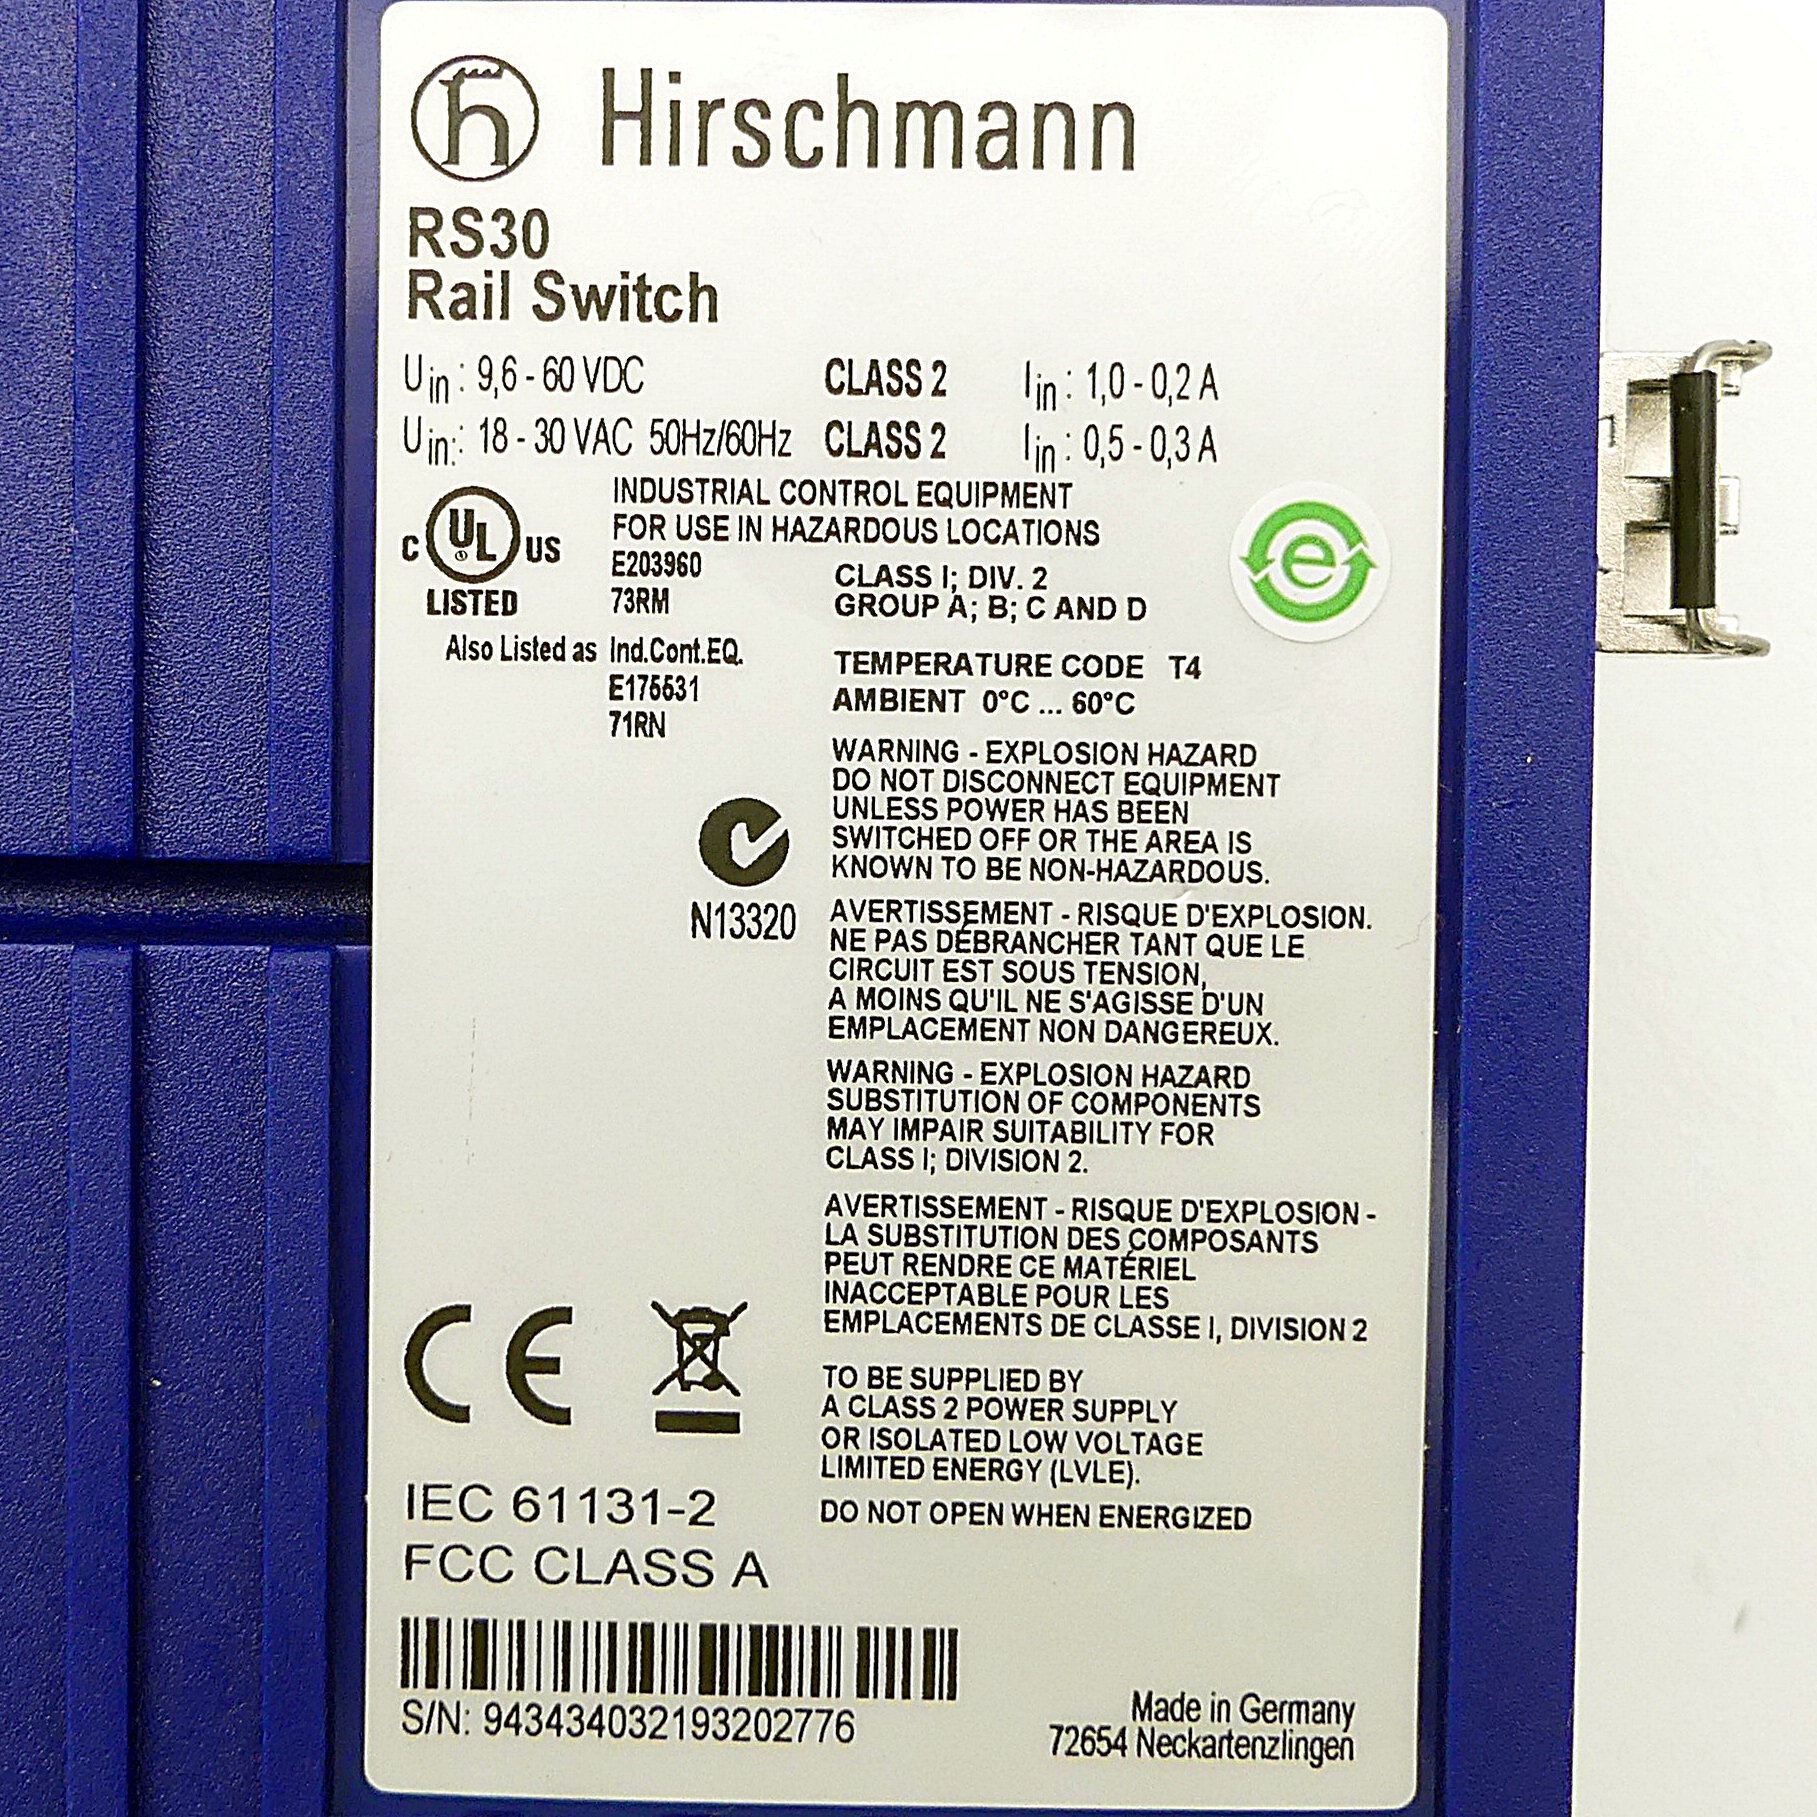 Hirschmann
RS30
Rail Switch
Uin: 9,6 - 60 VDC CLASS 2 Iin: 1,0 - 0,2 A
Uin: 18 - 30 VAC 50Hz/60Hz CLASS 2 Iin: 0,5 - 0,3 A
C UL US
LISTED
INDUSTRIAL CONTROL EQUIPMENT
FOR USE IN HAZARDOUS LOCATIONS
E203960
73RM
CLASS I; DIV. 2
GROUP A; B; C AND D
e
Also Listed as Ind.Cont.EQ.
E175531
71RN
TEMPERATURE CODE T4
AMBIENT 0°C ... 60°C
WARNING - EXPLOSION HAZARD
DO NOT DISCONNECT EQUIPMENT
UNLESS POWER HAS BEEN
SWITCHED OFF OR THE AREA IS
KNOWN TO BE NON-HAZARDOUS.
N13320
AVERTISSEMENT - RISQUE D'EXPLOSION.
NE PAS DÉBRANCHER TANT QUE LE
CIRCUIT EST SOUS TENSION,
A MOINS QU'IL NE S'AGISSE D'UN
EMPLACEMENT NON DANGEREUX.
WARNING - EXPLOSION HAZARD
SUBSTITUTION OF COMPONENTS
MAY IMPAIR SUITABILITY FOR
CLASS I; DIVISION 2.
AVERTISSEMENT - RISQUE D'EXPLOSION -
LA SUBSTITUTION DES COMPOSANTS
PEUT RENDRE CE MATÉRIEL
INACCEPTABLE POUR LES
EMPLACEMENTS DE CLASSE I, DIVISION 2
CE
TO BE SUPPLIED BY
A CLASS 2 POWER SUPPLY
OR ISOLATED LOW VOLTAGE
LIMITED ENERGY (LVLE).
DO NOT OPEN WHEN ENERGIZED
IEC 61131-2
FCC CLASS A
S/N: 943434032193202776
Made in Germany
72654 Neckartenzlingen